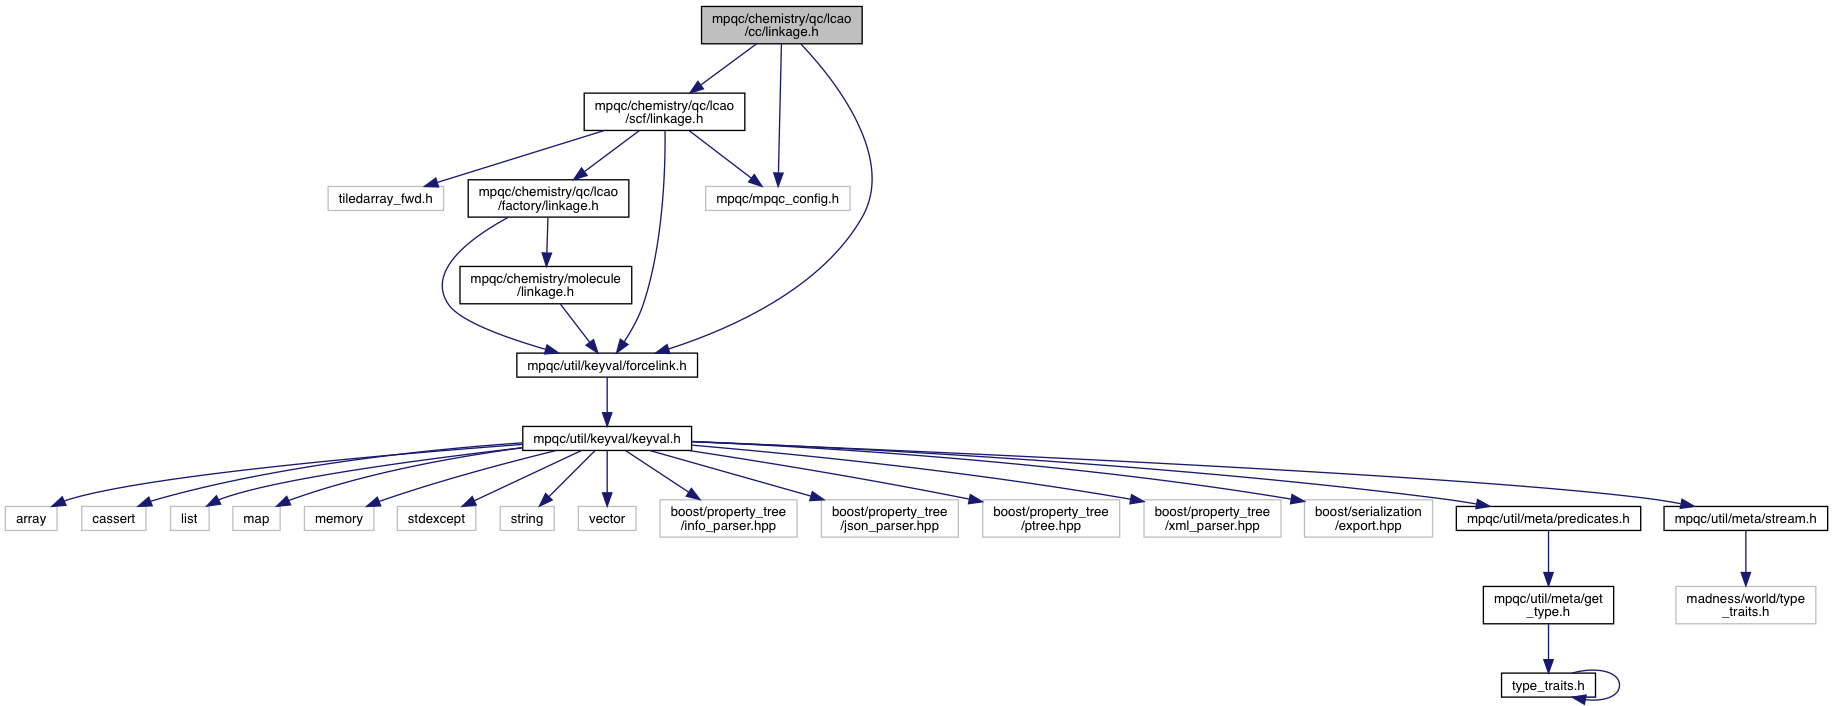 mpqc/chemistry/qc/lcao
/cc/linkage.h
mpqc/chemistry/qc/lcao
/scf/linkage.h
tiledarray_fwd.h
mpqc/chemistry/qc/lcao
/factory/linkage.h
mpqc/mpqc_config.h
mpqc/chemistry/molecule
/linkage.h
mpqc/util/keyval/forcelink.h
mpqc/util/keyval/keyval.h
array
cassert
list
map
memory
stdexcept
string
vector
boost/property_tree
/info_parser.hpp
boost/property_tree
/json_parser.hpp
boost/property_tree
/ptree.hpp
boost/property_tree
/xml_parser.hpp
boost/serialization
/export.hpp
mpqc/util/meta/predicates.h
mpqc/util/meta/stream.h
mpqc/util/meta/get
_type.h
madness/world/type
_traits.h
type_traits.h